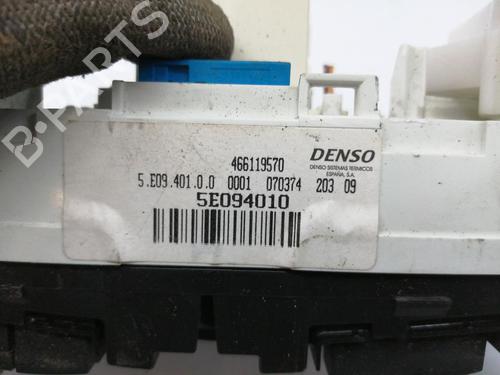 B-PARTS
466119570
DENSO
DENSO SISTEMAS TERMICOS
ESPAÑA, S.A.
5.E09.401.0.0 0001 070374 203 09
5E094010